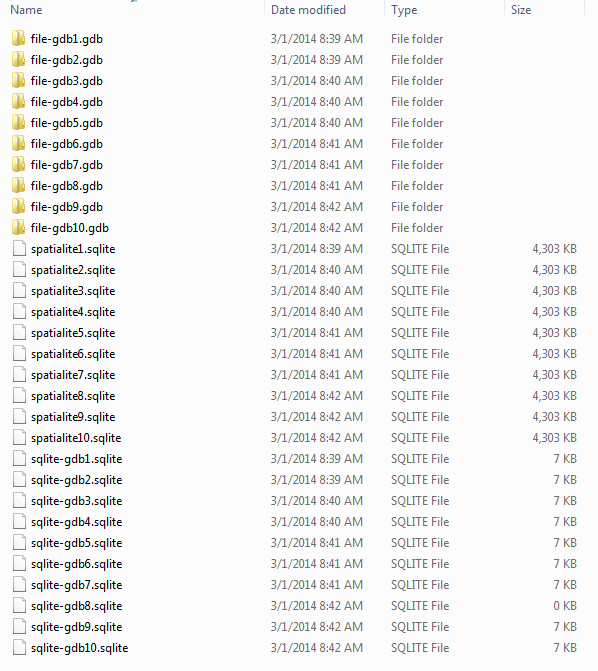 Name Date modified Type Size
file-gdb1.gdb 3/1/2014 8:39 AM File folder
file-gdb2.gdb 3/1/2014 8:39 AM File folder
file-gdb3.gdb 3/1/2014 8:40 AM File folder
file-gdb4.gdb 3/1/2014 8:40 AM File folder
file-gdb5.gdb 3/1/2014 8:40 AM File folder
file-gdb6.gdb 3/1/2014 8:41 AM File folder
file-gdb7.gdb 3/1/2014 8:41 AM File folder
file-gdb8.gdb 3/1/2014 8:41 AM File folder
file-gdb9.gdb 3/1/2014 8:42 AM File folder
file-gdb10.gdb 3/1/2014 8:42 AM File folder
spatialite1.sqlite 3/1/2014 8:39 AM SQLITE File 4,303 KB
spatialite2.sqlite 3/1/2014 8:40 AM SQLITE File 4,303 KB
spatialite3.sqlite 3/1/2014 8:40 AM SQLITE File 4,303 KB
spatialite4.sqlite 3/1/2014 8:40 AM SQLITE File 4,303 KB
spatialite5.sqlite 3/1/2014 8:41 AM SQLITE File 4,303 KB
spatialite6.sqlite 3/1/2014 8:41 AM SQLITE File 4,303 KB
spatialite7.sqlite 3/1/2014 8:41 AM SQLITE File 4,303 KB
spatialite8.sqlite 3/1/2014 8:42 AM SQLITE File 4,303 KB
spatialite9.sqlite 3/1/2014 8:42 AM SQLITE File 4,303 KB
spatialite10.sqlite 3/1/2014 8:42 AM SQLITE File 4,303 KB
sqlite-gdb1.sqlite 3/1/2014 8:39 AM SQLITE File 7 KB
sqlite-gdb2.sqlite 3/1/2014 8:39 AM SQLITE File 7 KB
sqlite-gdb3.sqlite 3/1/2014 8:40 AM SQLITE File 7 KB
sqlite-gdb4.sqlite 3/1/2014 8:40 AM SQLITE File 7 KB
sqlite-gdb5.sqlite 3/1/2014 8:41 AM SQLITE File 7 KB
sqlite-gdb6.sqlite 3/1/2014 8:41 AM SQLITE File 7 KB
sqlite-gdb7.sqlite 3/1/2014 8:41 AM SQLITE File 7 KB
sqlite-gdb8.sqlite 3/1/2014 8:42 AM SQLITE File 0 KB
sqlite-gdb9.sqlite 3/1/2014 8:42 AM SQLITE File 7 KB
sqlite-gdb10.sqlite 3/1/2014 8:42 AM SQLITE File 7 KB